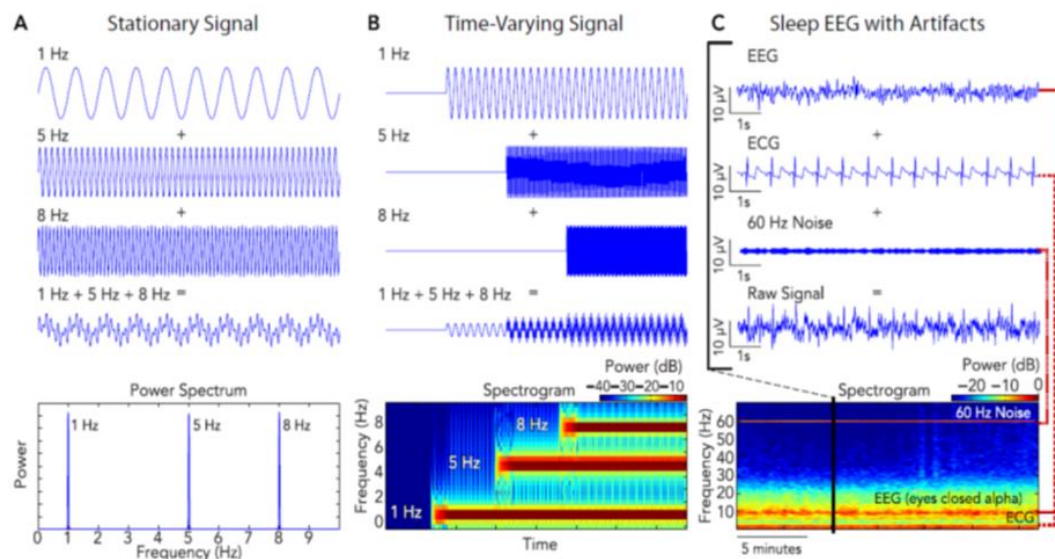 A Stationary Signal
1 Hz
+
5 Hz
+
8 Hz
1 Hz + 5 Hz + 8 Hz =
Power Spectrum
1 Hz
5 Hz
8 Hz
Power
0 1 2 3 4 5 6 7 8 9
Frequency (Hz)
B Time-Varying Signal
1 Hz
+
5 Hz
+
8 Hz
1 Hz + 5 Hz + 8 Hz =
Power (dB)
Spectrogram −40−30−20−10
8
6
4
2
0
Frequency (Hz)
8 Hz
5 Hz
1 Hz
Time
C Sleep EEG with Artifacts
EEG
10 µV
1s
+
ECG
10 µV
1s
+
60 Hz Noise
10 µV
1s
Raw Signal =
10 µV
1s
Power (dB)
Spectrogram −20 −10 0
60
50
40
30
20
10
Frequency (Hz)
60 Hz Noise
EEG (eyes closed alpha)
ECG
5 minutes